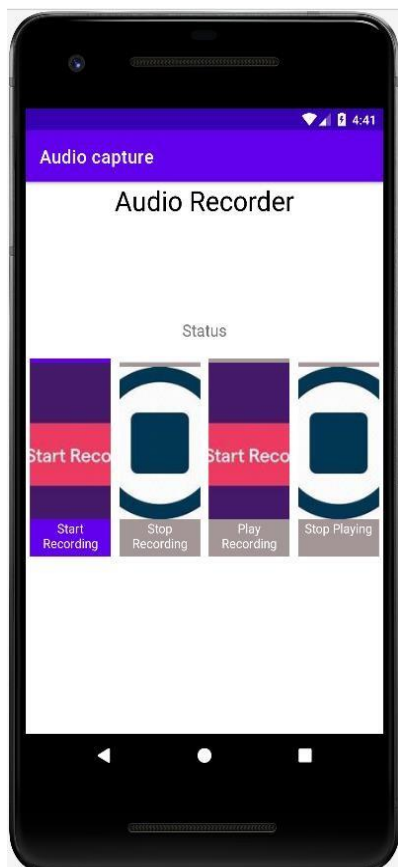 4:41
Audio capture
Audio Recorder
Status
Start Reco
Start Reco
Start
Recording
Stop
Recording
Play
Recording
Stop Playing